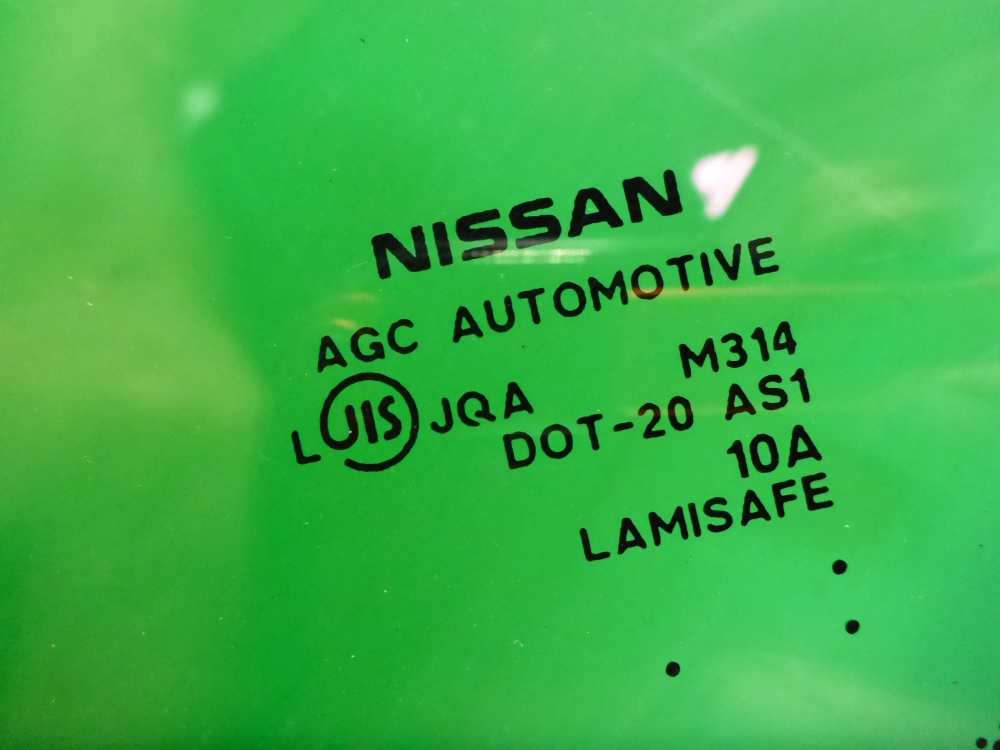 NISSAN
AGC AUTOMOTIVE
M314
L JIS JQA
DOT-20 AS1
10A
LAMISAFE